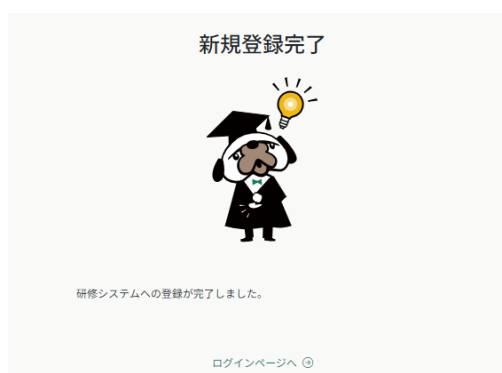 新規登録完了
研修システムへの登録が完了しました。
ログインページへ